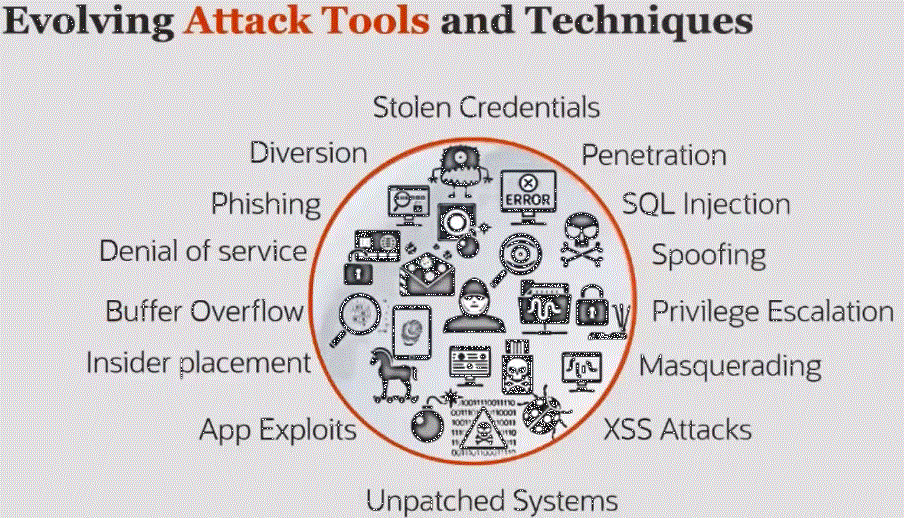 Evolving Attack Tools and Techniques
Stolen Credentials
Diversion
Penetration
Phishing
ERROR
SQL Injection
Denial of service
Spoofing
Buffer Overflow
Privilege Escalation
Insider placement
Masquerading
App Exploits
XSS Attacks
Unpatched Systems